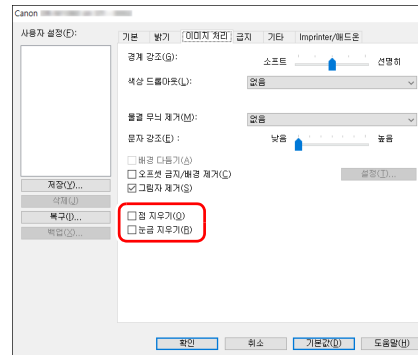 Canon
사용자 설정(F):
기본 밝기 이미지 처리 급지 기타 Imprinter/애드온
경계 강조(G): 소프트 선명히
색상 드롭아웃(L): 없음
물결 무늬 제거(M): 없음
문자 강조(E) : 낮음 높음
배경 다듬기(A)
오프셋 금지/배경 제거(C) 설정(T)...
그림자 제거(S)
저장(V)...
삭제(J)
복구(I)...
백업(X)...
점 지우기(O)
눈금 지우기(R)
확인 취소 기본값(D) 도움말(H)